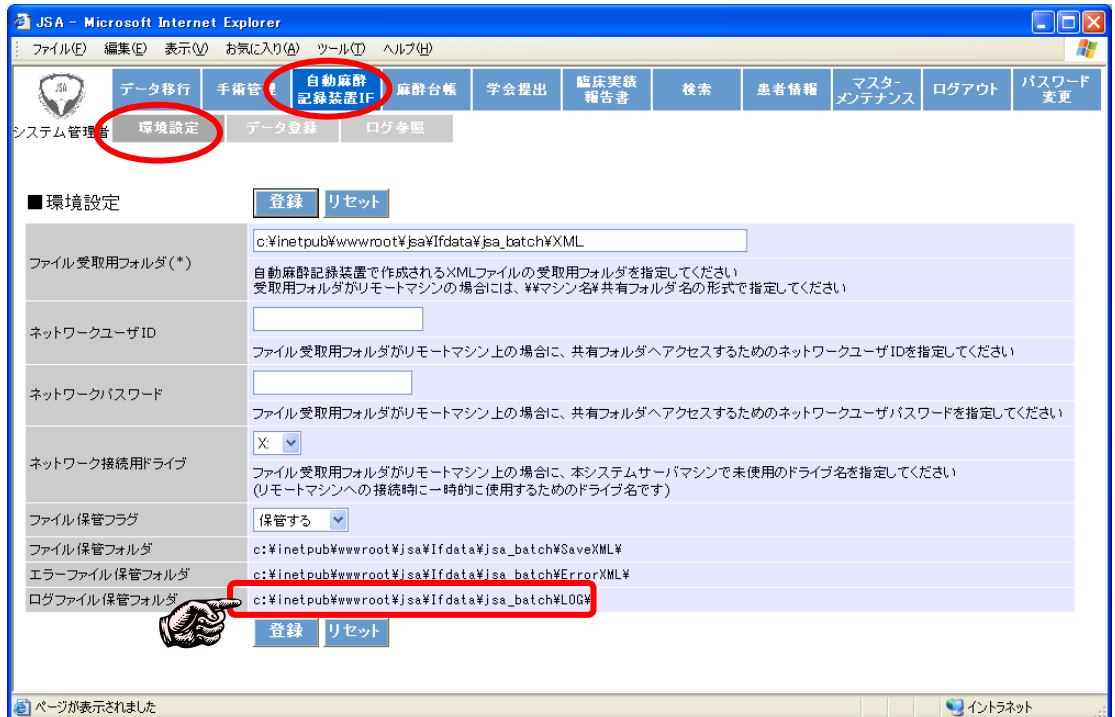 JSA - Microsoft Internet Explorer
ファイル(F) 編集(E) 表示(V) お気に入り(A) ツール(T) ヘルプ(H)
JSA
データ移行
手術管理
自動麻酔
記録装置IF
麻酔台帳
学会提出
臨床実績
報告書
検索
患者情報
マスター
メンテナンス
ログアウト
パスワード
変更
システム管理者
環境設定
データ登録
ログ参照
■環境設定
登録
リセット
ファイル受取用フォルダ(*)
c:¥inetpub¥wwwroot¥jsa¥Ifdata¥jsa_batch¥XML
自動麻酔記録装置で作成されるXMLファイルの受取用フォルダを指定してください
受取用フォルダがリモートマシンの場合には、¥¥マシン名¥共有フォルダ名の形式で指定してください
ネットワークユーザID
ファイル受取用フォルダがリモートマシン上の場合に、共有フォルダへアクセスするためのネットワークユーザIDを指定してください
ネットワークパスワード
ファイル受取用フォルダがリモートマシン上の場合に、共有フォルダへアクセスするためのネットワークユーザパスワードを指定してください
ネットワーク接続用ドライブ
X:
ファイル受取用フォルダがリモートマシン上の場合に、本システムサーバマシンで未使用のドライブ名を指定してください
(リモートマシンへの接続時に一時的に使用するためのドライブ名です)
ファイル保管フラグ
保管する
ファイル保管フォルダ
c:¥inetpub¥wwwroot¥jsa¥Ifdata¥jsa_batch¥SaveXML¥
エラーファイル保管フォルダ
c:¥inetpub¥wwwroot¥jsa¥Ifdata¥jsa_batch¥ErrorXML¥
ログファイル保管フォルダ
c:¥inetpub¥wwwroot¥jsa¥Ifdata¥jsa_batch¥LOG¥
登録
リセット
ページが表示されました
イントラネット